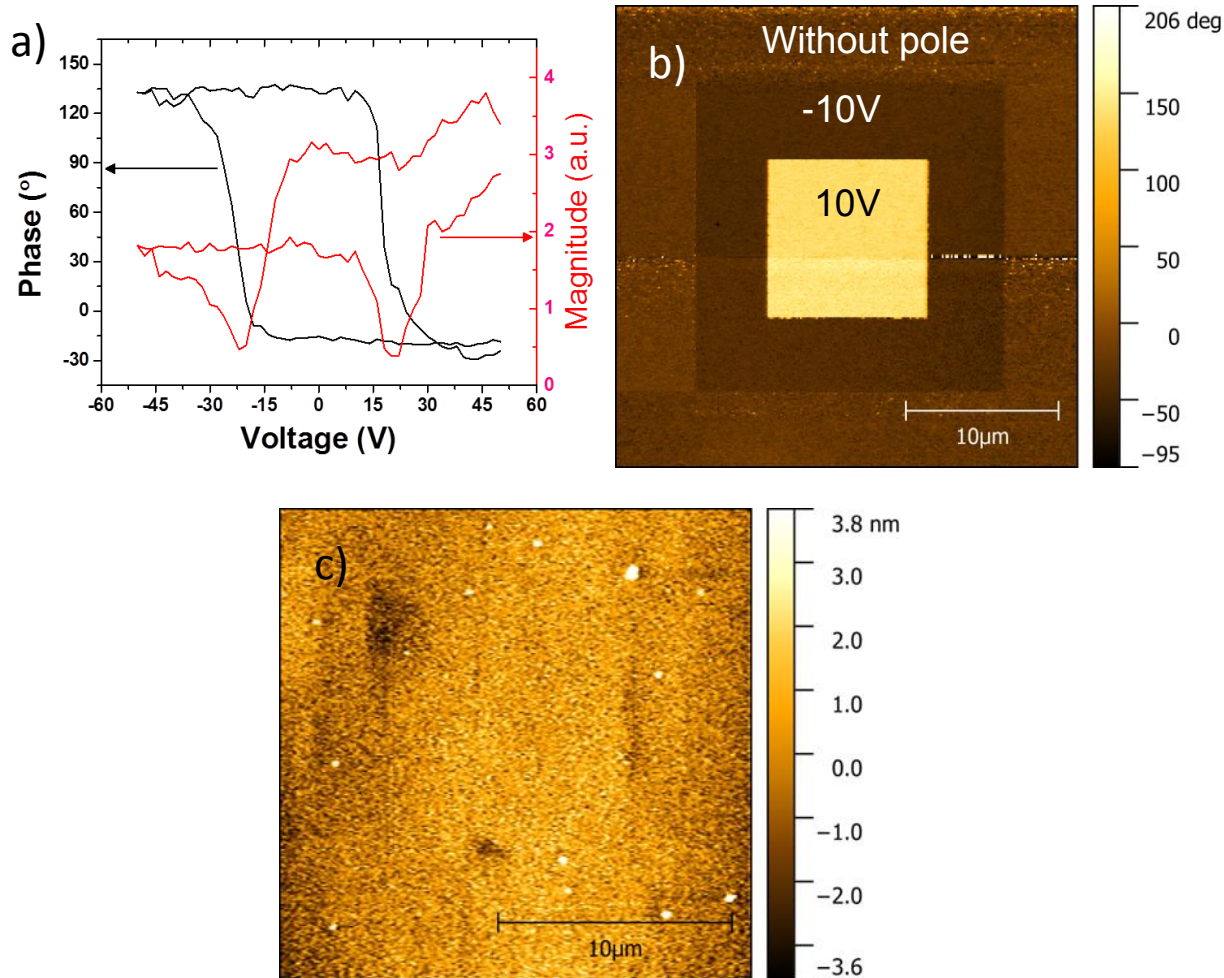 a)
150
120
90
60
30
0
-30
Phase (°)
-60 -45 -30 -15 0 15 30 45 60
Voltage (V)
4
3
2
1
0
Magnitude (a.u.)
b)
Without pole
-10V
10V
10µm
206 deg
150
100
50
0
−50
−95
c)
10µm
3.8 nm
3.0
2.0
1.0
0.0
−1.0
−2.0
−3.6